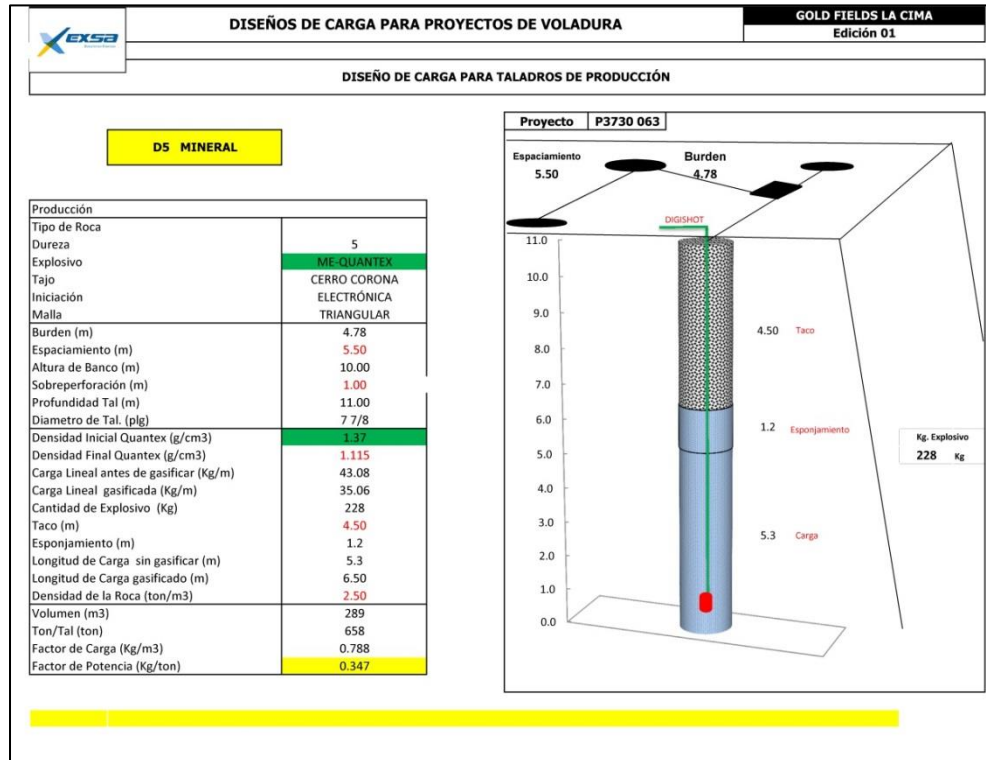 EXSA
DISEÑOS DE CARGA PARA PROYECTOS DE VOLADURA
GOLD FIELDS LA CIMA
Edición 01
DISEÑO DE CARGA PARA TALADROS DE PRODUCCIÓN
D5 MINERAL
Producción
Tipo de Roca
Dureza 5
Explosivo ME-QUANTEX
Tajo CERRO CORONA
Iniciación ELECTRÓNICA
Malla TRIANGULAR
Burden (m) 4.78
Espaciamiento (m) 5.50
Altura de Banco (m) 10.00
Sobreperforación (m) 1.00
Profundidad Tal (m) 11.00
Diametro de Tal. (plg) 7 7/8
Densidad Inicial Quantex (g/cm3) 1.37
Densidad Final Quantex (g/cm3) 1.115
Carga Lineal antes de gasificar (Kg/m) 43.08
Carga Lineal gasificada (Kg/m) 35.06
Cantidad de Explosivo (Kg) 228
Taco (m) 4.50
Esponjamiento (m) 1.2
Longitud de Carga sin gasificar (m) 5.3
Longitud de Carga gasificado (m) 6.50
Densidad de la Roca (ton/m3) 2.50
Volumen (m3) 289
Ton/Tal (ton) 658
Factor de Carga (Kg/m3) 0.788
Factor de Potencia (Kg/ton) 0.347
Proyecto P3730 063
Espaciamiento
5.50
Burden
4.78
DIGISHOT
11.0
10.0
9.0
8.0
7.0
6.0
5.0
4.0
3.0
2.0
1.0
0.0
4.50 Taco
1.2 Esponjamiento
5.3 Carga
Kg. Explosivo
228 Kg